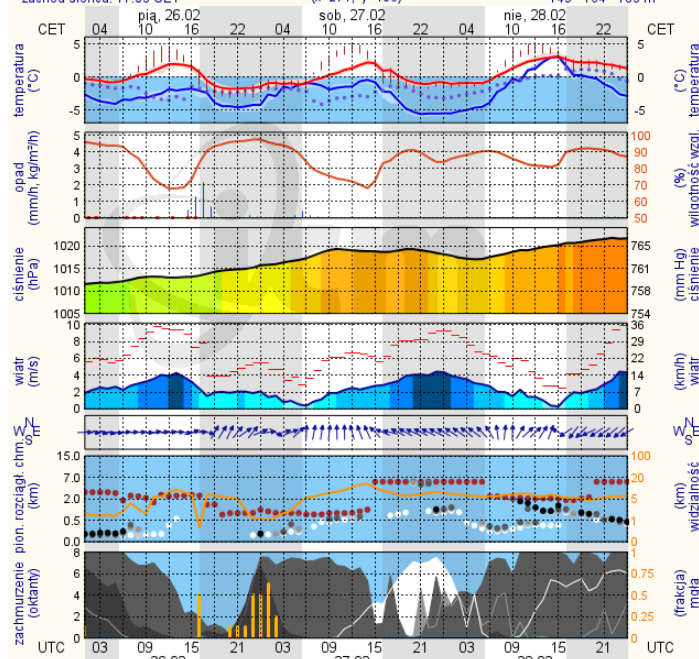 pią, 26.02 sob, 27.02 nie, 28.02
CET 04 10 16 22 04 10 16 22 04 10 16 22 CET
temperatura (°C) 5 0 -5 5 0 -5 temperatura (°C)
opad (mm/h, kg/m²/h) 5 4 3 2 1 0 100 90 80 70 60 50 (%) wilgotność wzgl.
ciśnienie (hPa) 1020 1015 1010 1005 765 761 758 754 (mm Hg) ciśnienie
wiatr (m/s) 10 8 6 4 2 0 36 29 22 14 7 0 (km/h) wiatr
N W E S N W E S
pion. rozciągł. chm. (km) 15.0 7.0 2.0 0.5 0.0 100 20 5 2 0 (km) widzialność
zachmurzenie (oktanty) 8 6 4 2 0 1 0.75 0.5 0.25 0 (frakcja) mgła
UTC 03 09 15 21 03 09 15 21 03 09 15 21 UTC